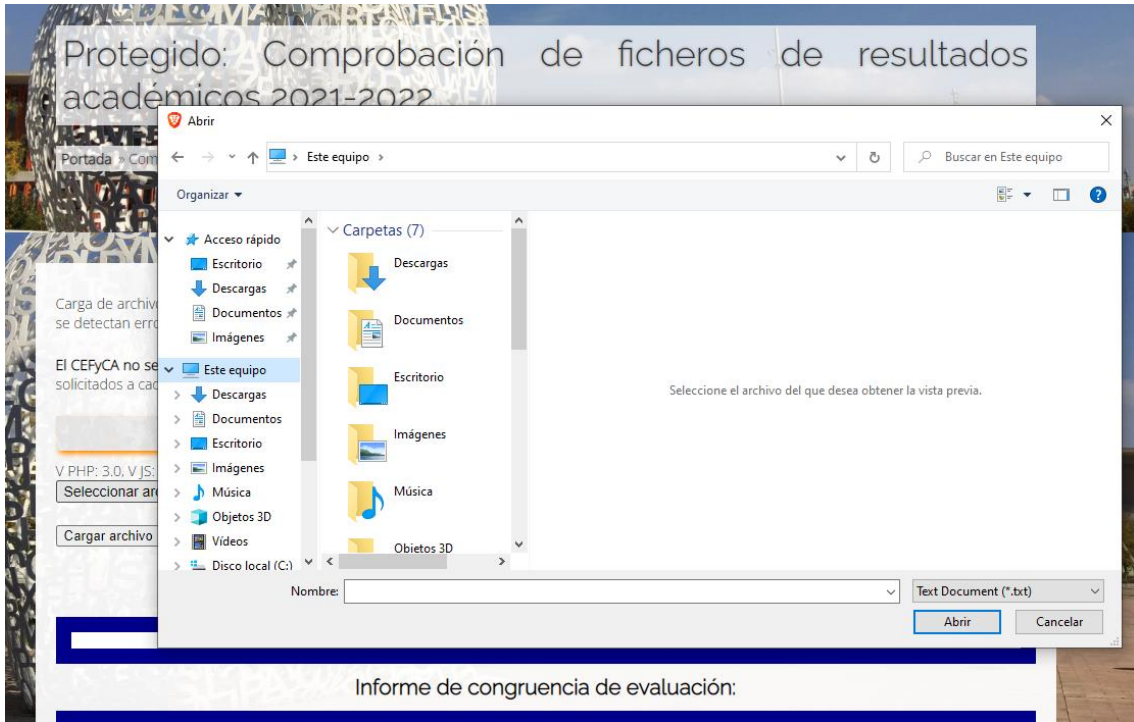 Protegido: Comprobación de ficheros de resultados
académicos 2021-2022
Abrir
Portada » Com
Este equipo
Buscar en Este equipo
Organizar
Acceso rápido
Escritorio
Descargas
Documentos
Imágenes
Este equipo
Descargas
Documentos
Escritorio
Imágenes
Música
Objetos 3D
Vídeos
Disco local (C:)
Carpetas (7)
Descargas
Documentos
Escritorio
Imágenes
Música
Objetos 3D
Seleccione el archivo del que desea obtener la vista previa.
Carga de archiv
se detectan erro
El CEFyCA no se
solicitados a cad
V PHP: 3.0, V JS:
Seleccionar ar
Cargar archivo
Nombre:
Text Document (*.txt)
Abrir
Cancelar
Informe de congruencia de evaluación: